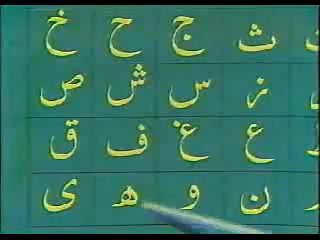 ث ج ح خ
ز س ش ص
ع غ ف ق
ن و ه ی